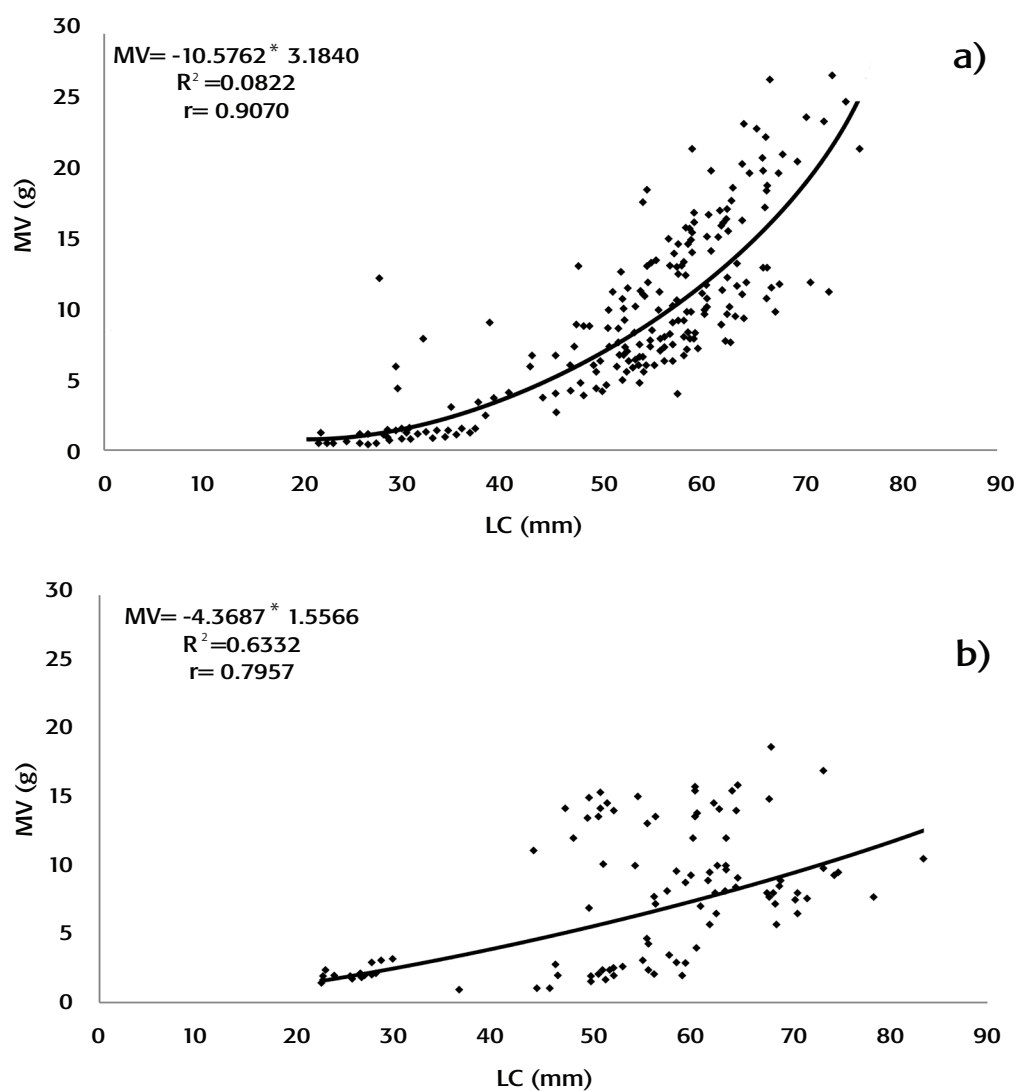 30
MV= -10.5762 * 3.1840
R² =0.0822
r= 0.9070
a)
25
20
15
10
5
0
MV (g)
0 10 20 30 40 50 60 70 80 90
LC (mm)
30
MV= -4.3687 * 1.5566
R² =0.6332
r= 0.7957
b)
25
20
15
10
5
0
MV (g)
0 10 20 30 40 50 60 70 80 90
LC (mm)